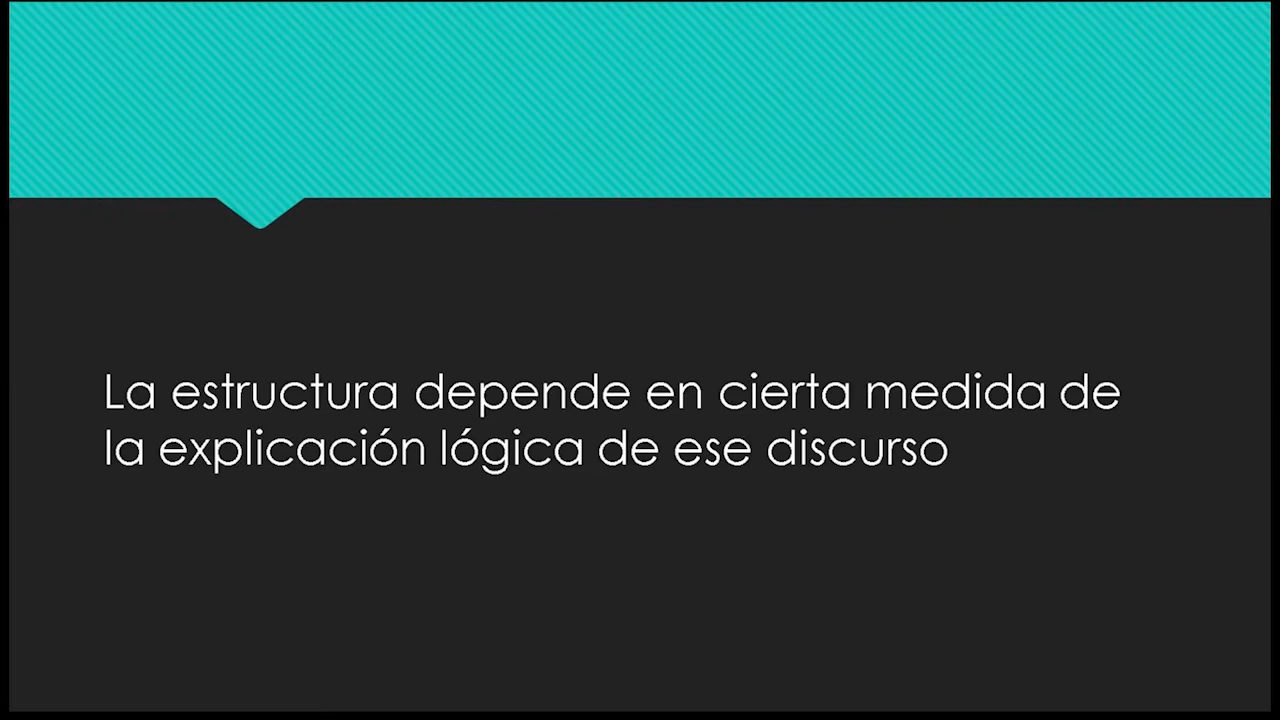 La estructura depende en cierta medida de
la explicación lógica de ese discurso